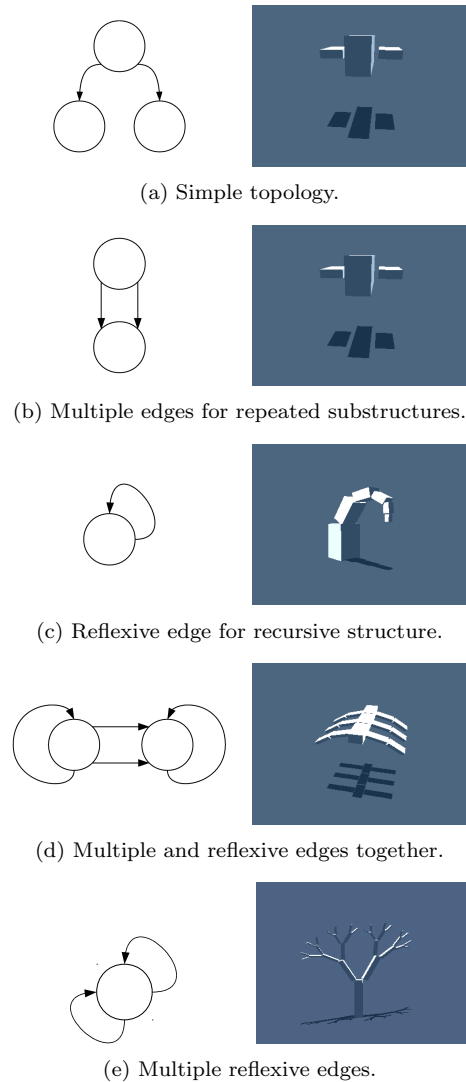 (a) Simple topology.
(b) Multiple edges for repeated substructures.
(c) Reflexive edge for recursive structure.
(d) Multiple and reflexive edges together.
(e) Multiple reflexive edges.